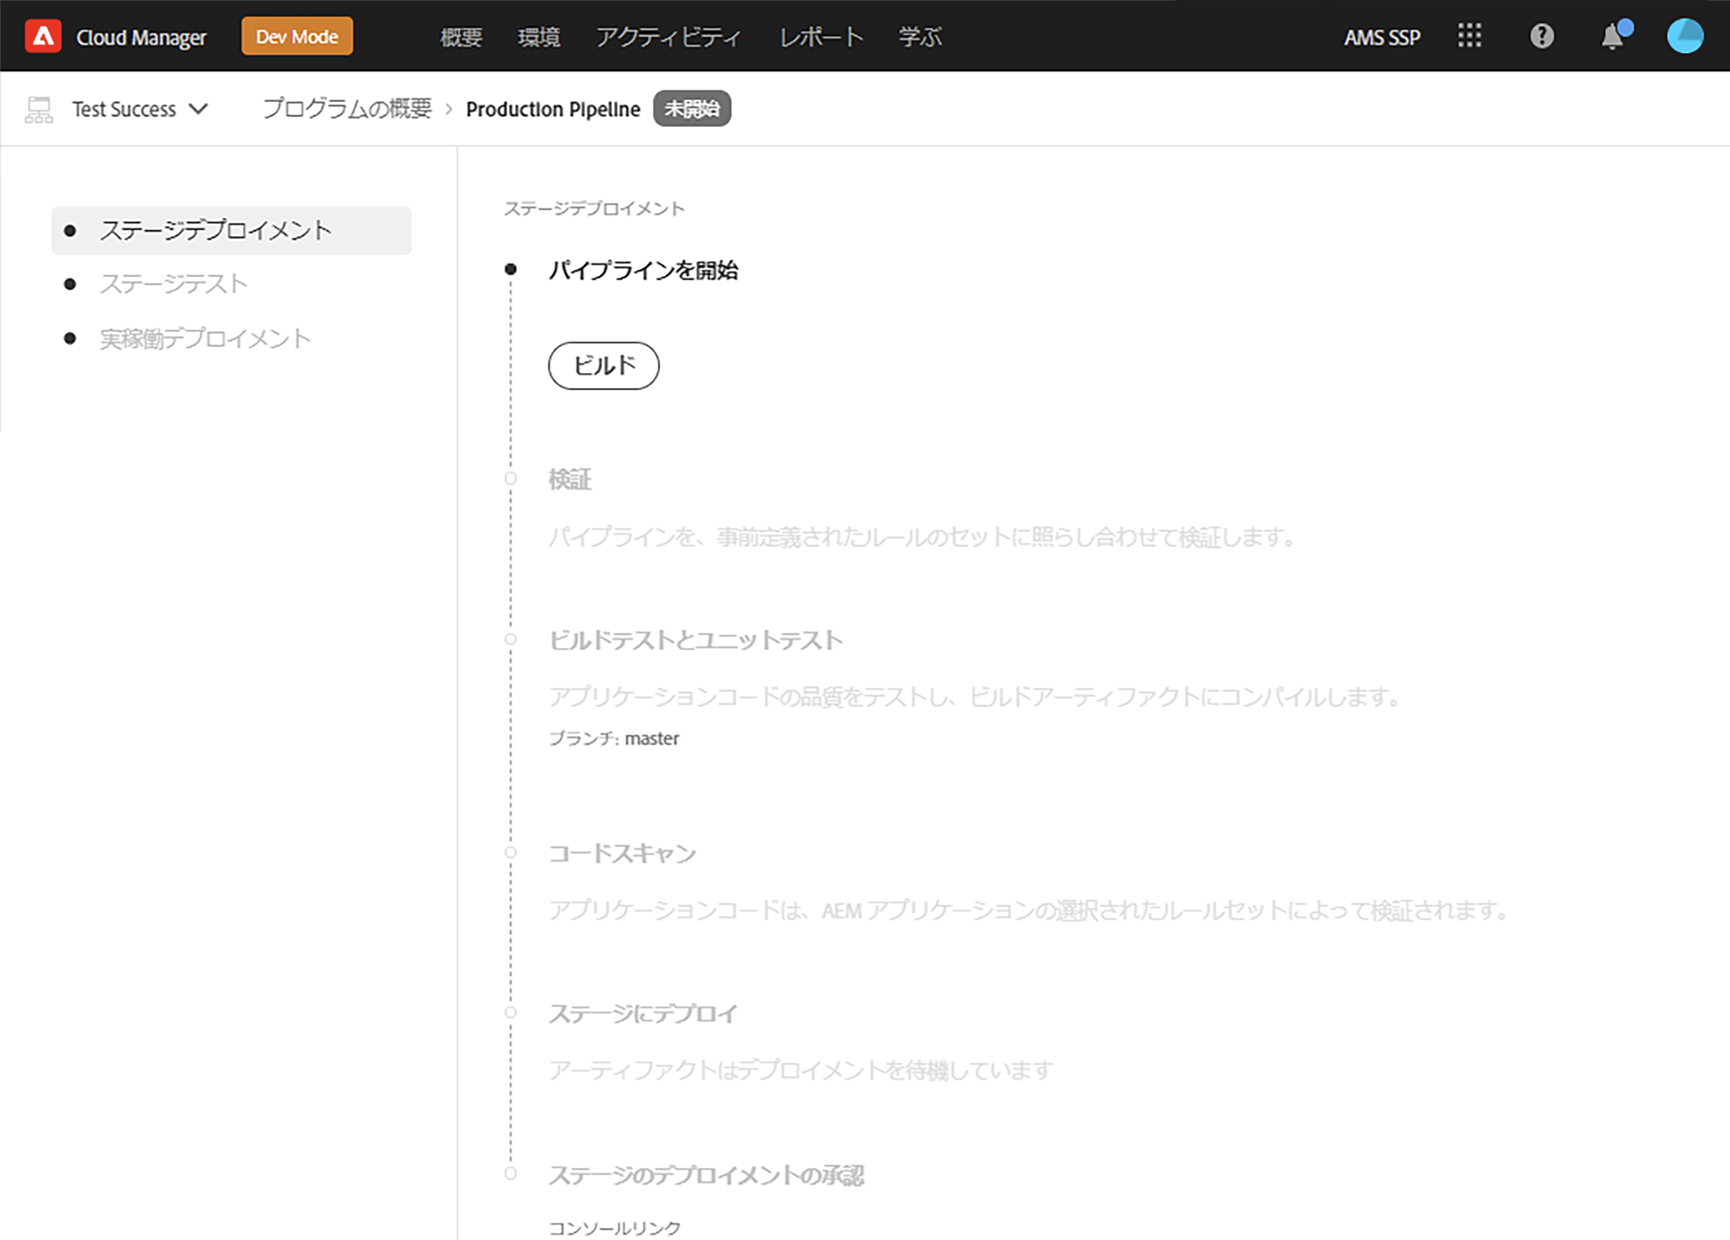 Cloud Manager Dev Mode 概要 環境 アクティビティ レポート 学ぶ AMS SSP
Test Success プログラムの概要 › Production Pipeline 未開始
ステージデプロイメント
ステージテスト
実稼働デプロイメント
ステージデプロイメント
パイプラインを開始
ビルド
検証
パイプラインを、事前定義されたルールのセットに照らし合わせて検証します。
ビルドテストとユニットテスト
アプリケーションコードの品質をテストし、ビルドアーティファクトにコンパイルします。
ブランチ: master
コードスキャン
アプリケーションコードは、AEM アプリケーションの選択されたルールセットによって検証されます。
ステージにデプロイ
アーティファクトはデプロイメントを待機しています
ステージのデプロイメントの承認
コンソールリンク